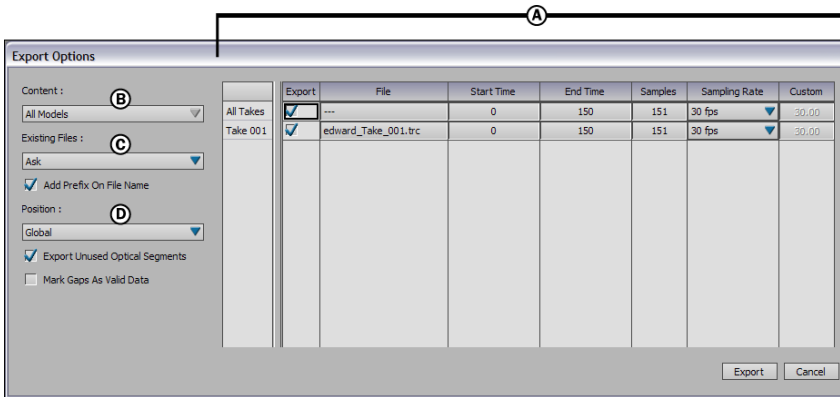 A
Export Options
Content :
B
All Models
Existing Files :
C
Ask
Add Prefix On File Name
Position :
D
Global
Export Unused Optical Segments
Mark Gaps As Valid Data
Export File Start Time End Time Samples Sampling Rate Custom
All Takes --- 0 150 151 30 fps 30.00
Take 001 edward_Take_001.trc 0 150 151 30 fps 30.00
Export Cancel